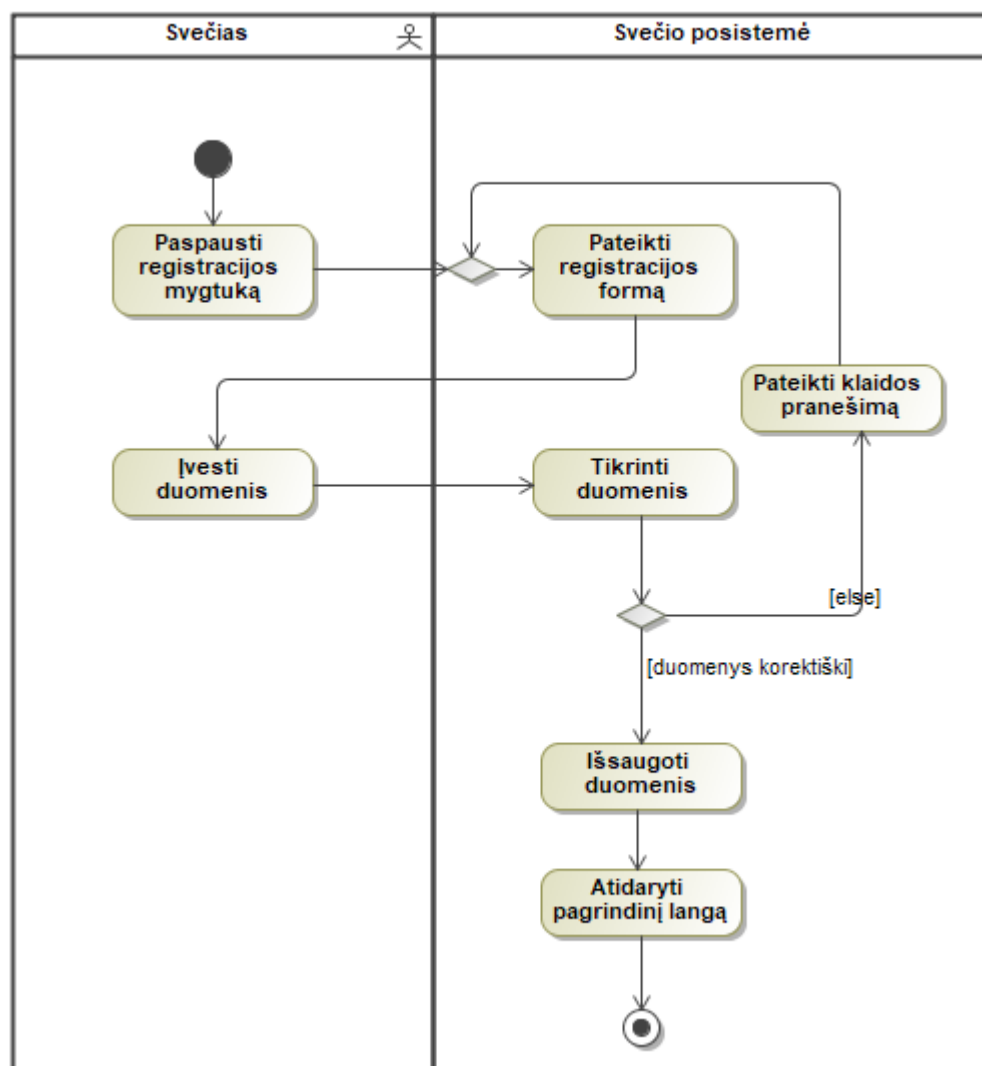 Svečias
Svečio posistemė
Paspausti
registracijos
mygtuką
Pateikti
registracijos
formą
Pateikti klaidos
pranešimą
Įvesti
duomenis
Tikrinti
duomenis
[else]
[duomenys korektiški]
Išsaugoti
duomenis
Atidaryti
pagrindinį langą